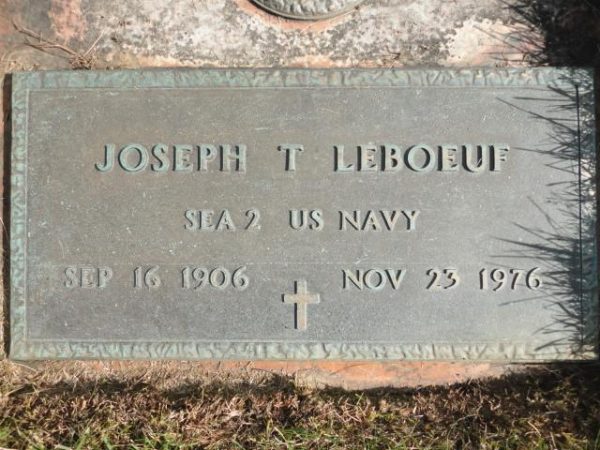 JOSEPH T LEBOEUF
SEA 2 US NAVY
SEP 16 1906 NOV 23 1976